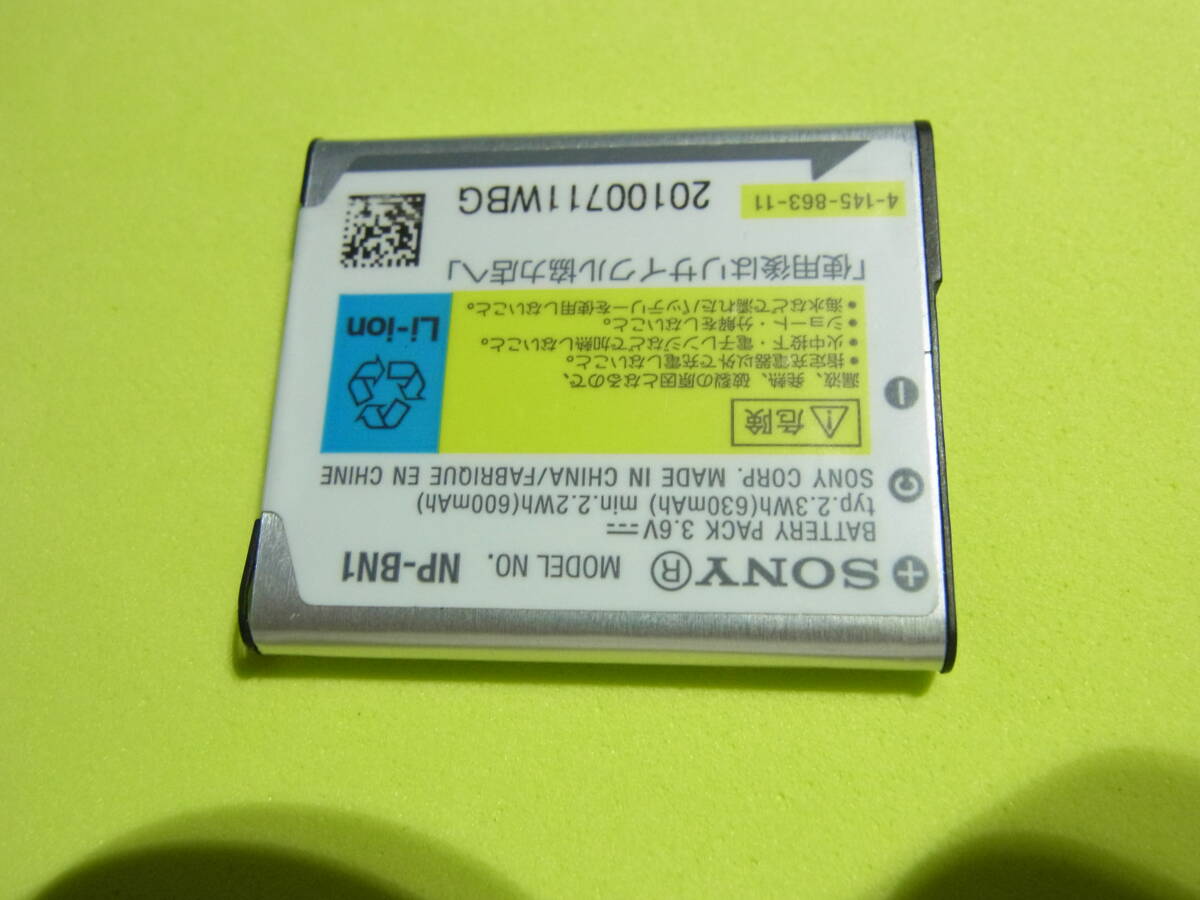 SONY® MODEL NO. NP-BN1
BATTERY PACK 3.6V
typ.2.3Wh(630mAh) min.2.2Wh(600mAh)
SONY CORP. MADE IN CHINA/FABRIQUE EN CHINE
危険
漏液、発熱、破裂の原因となるので、
●指定充電器以外で充電しないこと。
●火中投下・電子レンジなどで加熱しないこと。
●ショート・分解をしないこと。
●海水などで濡れたバッテリーを使用しないこと。
Li-ion
「使用後はリサイクル協力店へ」
4-145-863-11 20100711WBG